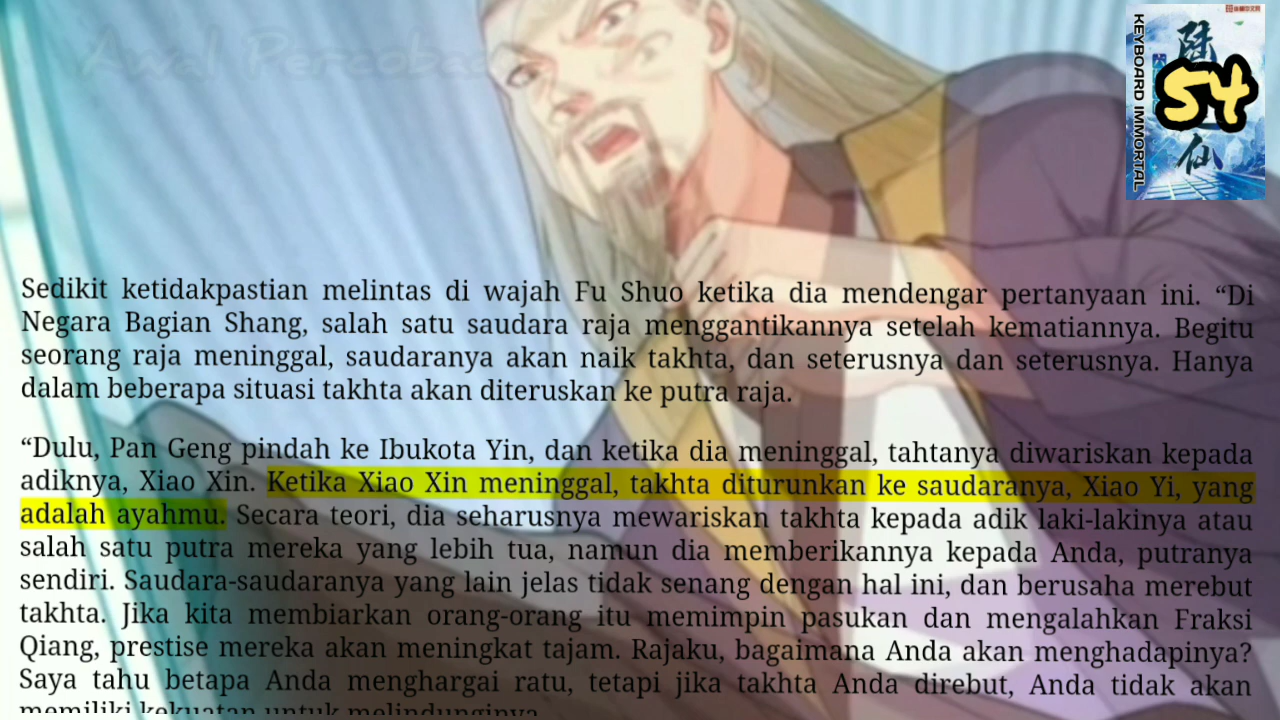 Awal Percoba
KEYBOARD IMMORTAL
陆
仙
54
Sedikit ketidakpastian melintas di wajah Fu Shuo ketika dia mendengar pertanyaan ini. “Di
Negara Bagian Shang, salah satu saudara raja menggantikannya setelah kematiannya. Begitu
seorang raja meninggal, saudaranya akan naik takhta, dan seterusnya dan seterusnya. Hanya
dalam beberapa situasi takhta akan diteruskan ke putra raja.
“Dulu, Pan Geng pindah ke Ibukota Yin, dan ketika dia meninggal, tahtanya diwariskan kepada
adiknya, Xiao Xin. Ketika Xiao Xin meninggal, takhta diturunkan ke saudaranya, Xiao Yi, yang
adalah ayahmu. Secara teori, dia seharusnya mewariskan takhta kepada adik laki-lakinya atau
salah satu putra mereka yang lebih tua, namun dia memberikannya kepada Anda, putranya
sendiri. Saudara-saudaranya yang lain jelas tidak senang dengan hal ini, dan berusaha merebut
takhta. Jika kita membiarkan orang-orang itu memimpin pasukan dan mengalahkan Fraksi
Qiang, prestise mereka akan meningkat tajam. Rajaku, bagaimana Anda akan menghadapinya?
Saya tahu betapa Anda menghargai ratu, tetapi jika takhta Anda direbut, Anda tidak akan
memiliki kekuatan untuk melindunginya.